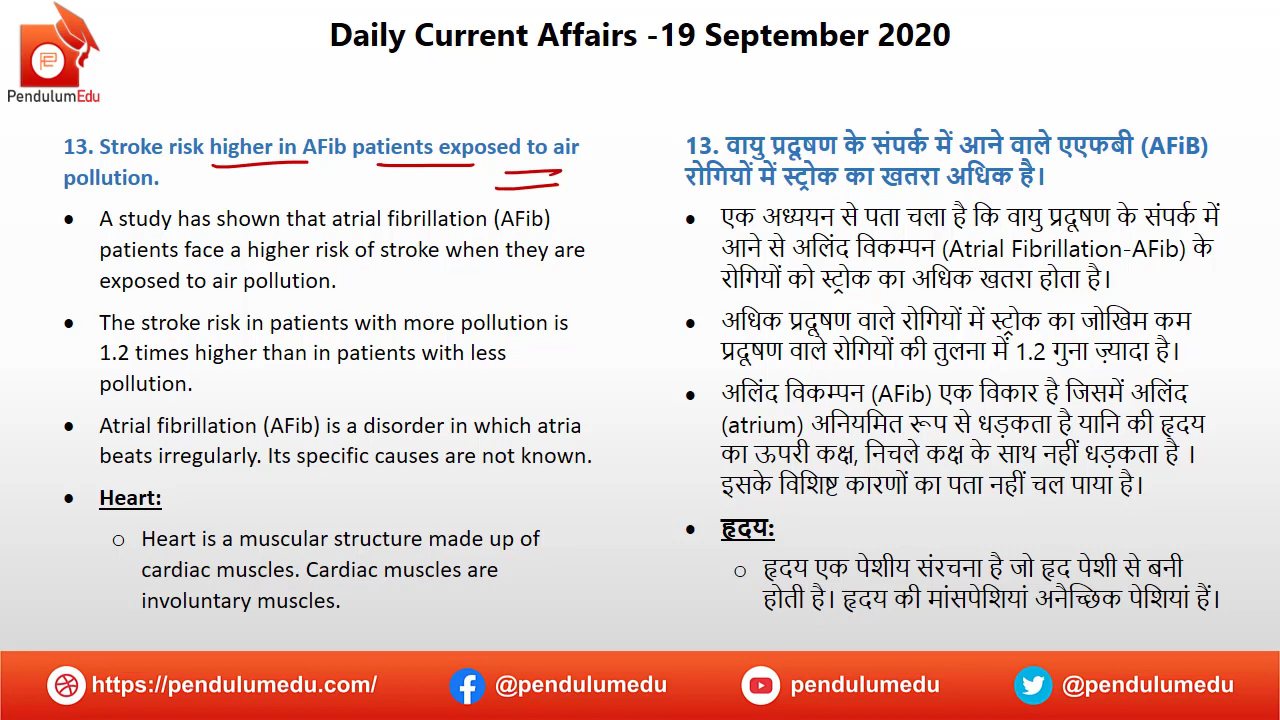 Daily Current Affairs -19 September 2020
PendulumEdu
13. Stroke risk higher in AFib patients exposed to air
pollution.
• A study has shown that atrial fibrillation (AFib)
patients face a higher risk of stroke when they are
exposed to air pollution.
• The stroke risk in patients with more pollution is
1.2 times higher than in patients with less
pollution.
• Atrial fibrillation (AFib) is a disorder in which atria
beats irregularly. Its specific causes are not known.
• Heart:
o Heart is a muscular structure made up of
cardiac muscles. Cardiac muscles are
involuntary muscles.
13. वायु प्रदूषण के संपर्क में आने वाले एएफबी (AFiB)
रोगियों में स्ट्रोक का खतरा अधिक है।
• एक अध्ययन से पता चला है कि वायु प्रदूषण के संपर्क में
आने से अलिंद विकम्पन (Atrial Fibrillation-AFib) के
रोगियों को स्ट्रोक का अधिक खतरा होता है।
• अधिक प्रदूषण वाले रोगियों में स्ट्रोक का जोखिम कम
प्रदूषण वाले रोगियों की तुलना में 1.2 गुना ज़्यादा है।
• अलिंद विकम्पन (AFib) एक विकार है जिसमें अलिंद
(atrium) अनियमित रूप से धड़कता है यानि की हृदय
का ऊपरी कक्ष, निचले कक्ष के साथ नहीं धड़कता है ।
इसके विशिष्ट कारणों का पता नहीं चल पाया है।
• हृदय:
o हृदय एक पेशीय संरचना है जो हृद पेशी से बनी
होती है। हृदय की मांसपेशियां अनैच्छिक पेशियां हैं।
https://pendulumedu.com/ @pendulumedu pendulumedu @pendulumedu